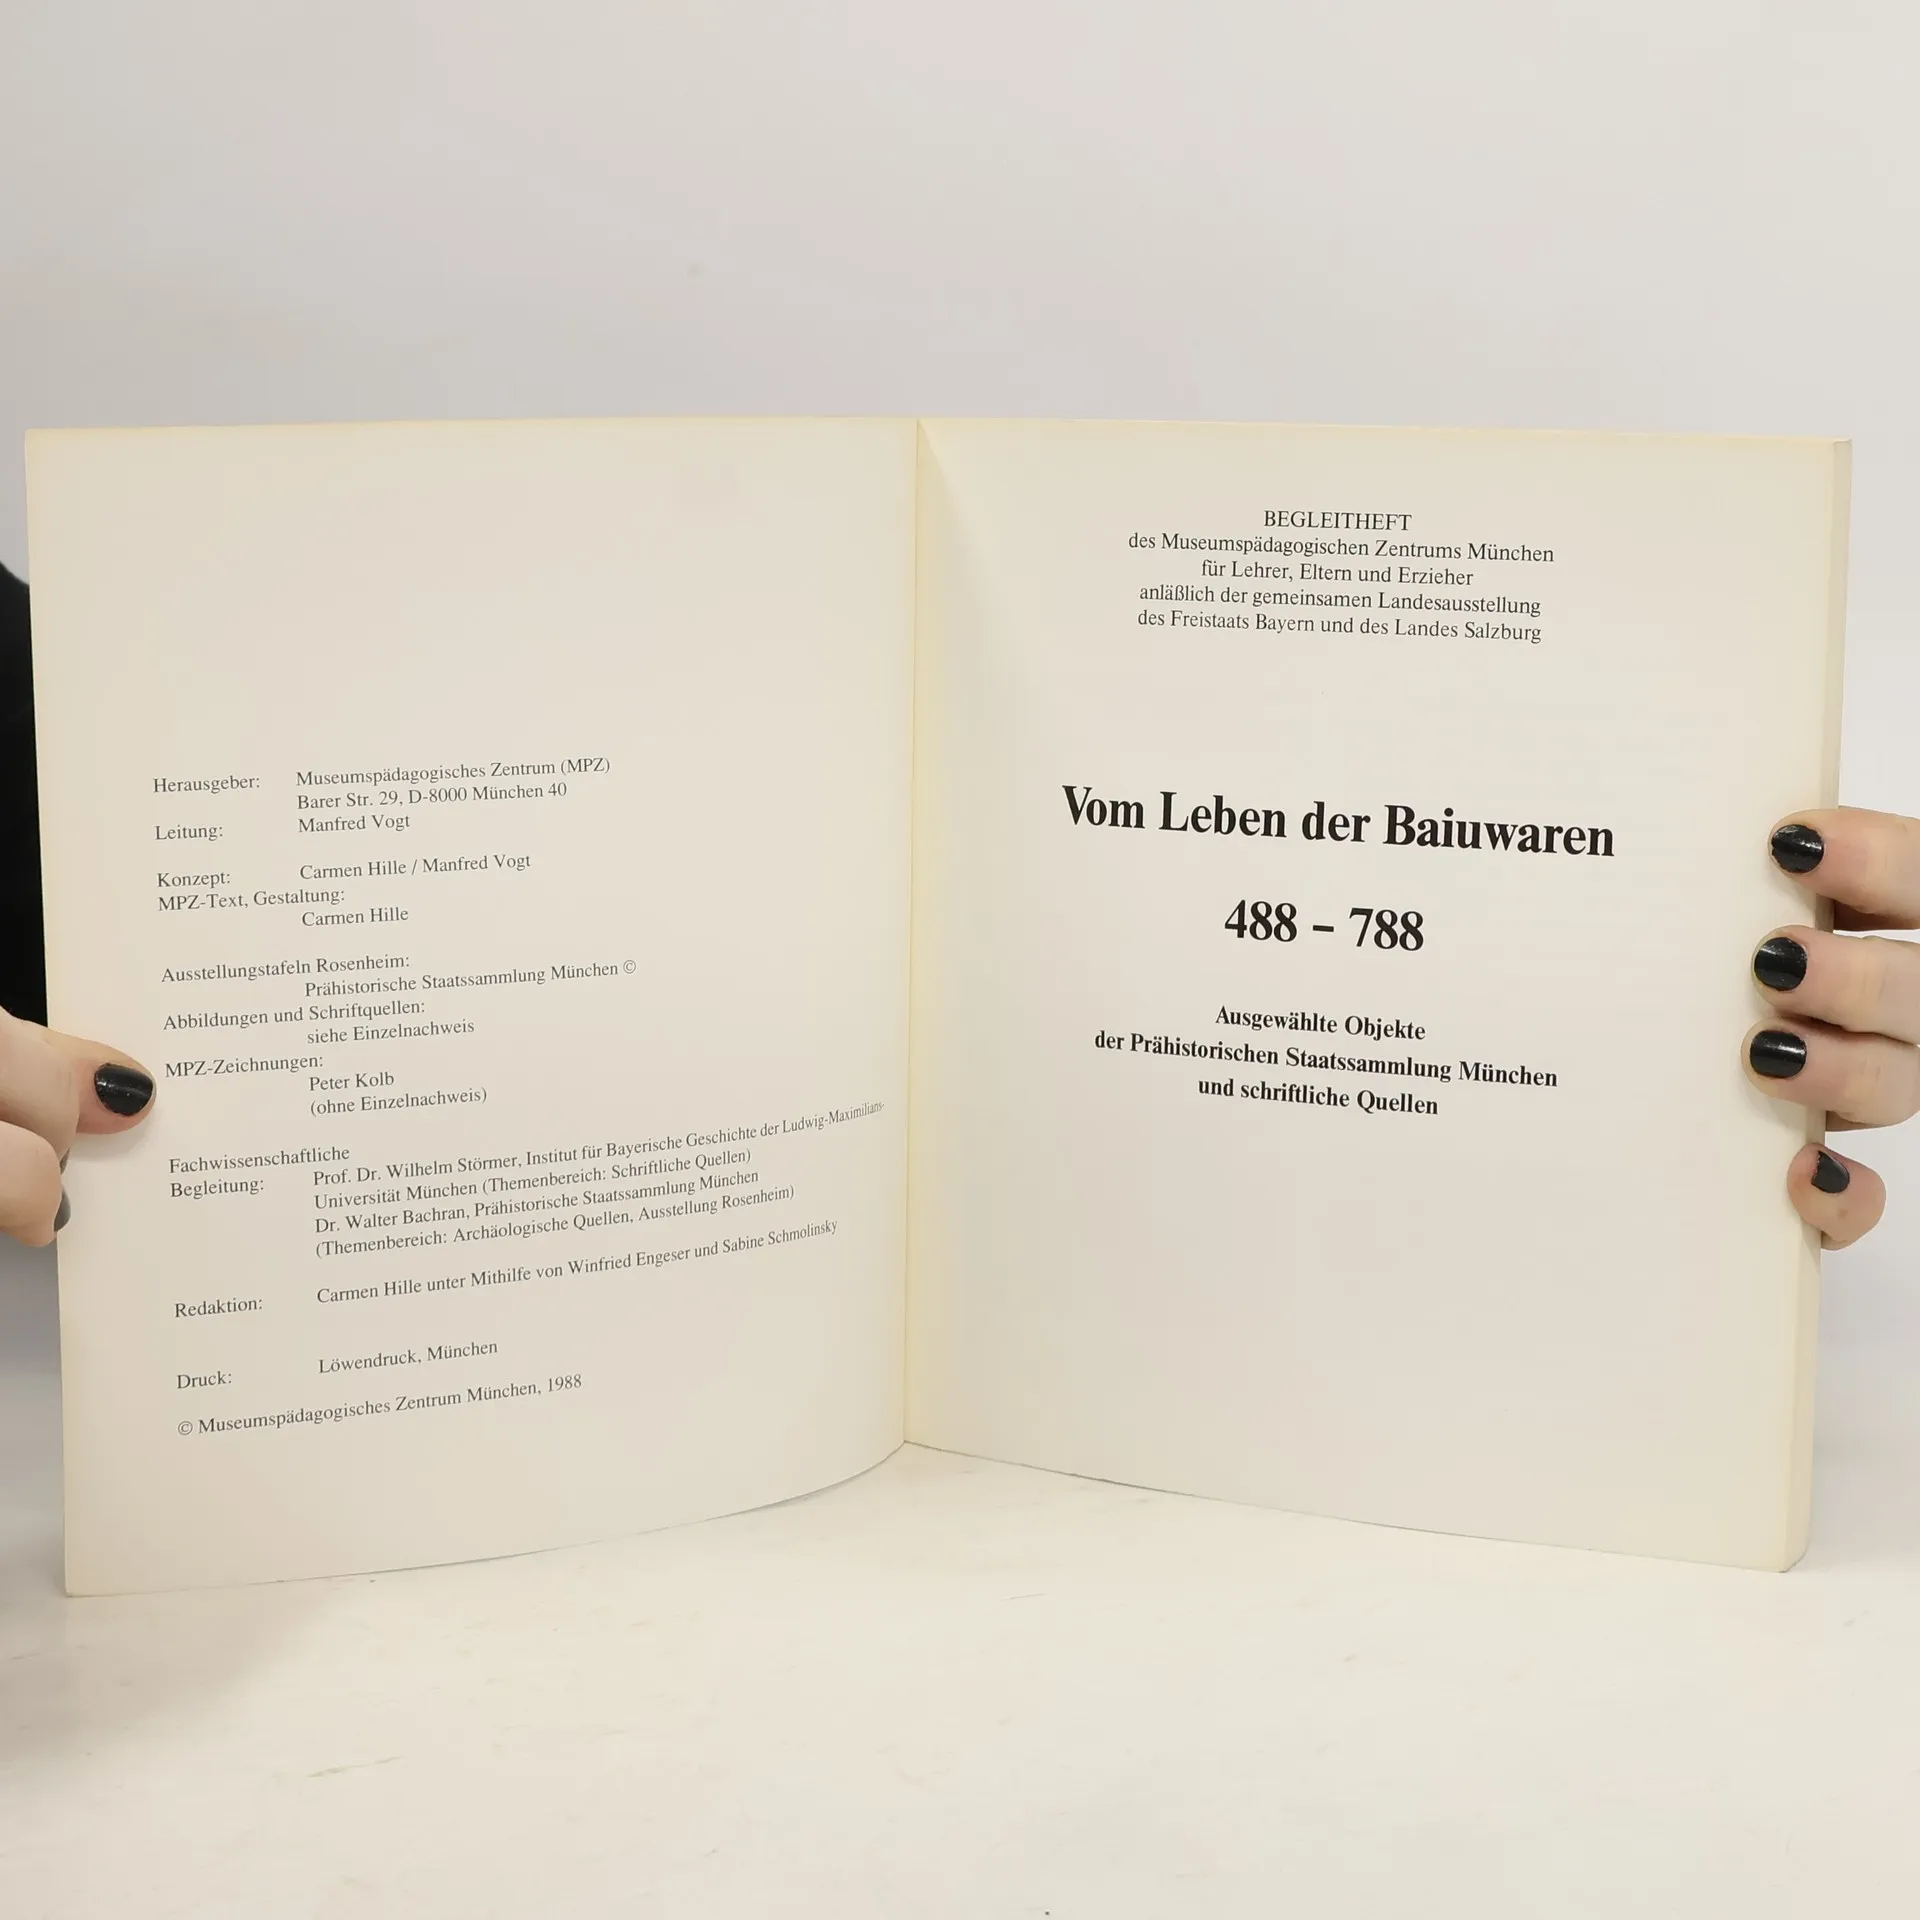 Herausgeber: Museumspädagogisches Zentrum (MPZ)
Barer Str. 29, D-8000 München 40
Leitung: Manfred Vogt
Konzept: Carmen Hille / Manfred Vogt
MPZ-Text, Gestaltung:
Carmen Hille
Ausstellungstafeln Rosenheim:
Prähistorische Staatssammlung München ©
Abbildungen und Schriftquellen:
siehe Einzelnachweis
MPZ-Zeichnungen:
Peter Kolb
(ohne Einzelnachweis)
Fachwissenschaftliche
Begleitung: Prof. Dr. Wilhelm Störmer, Institut für Bayerische Geschichte der Ludwig-Maximilians-
Universität München (Themenbereich: Schriftliche Quellen)
Dr. Walter Bachran, Prähistorische Staatssammlung München
(Themenbereich: Archäologische Quellen, Ausstellung Rosenheim)
Redaktion: Carmen Hille unter Mithilfe von Winfried Engeser und Sabine Schmolinsky
Druck: Löwendruck, München
© Museumspädagogisches Zentrum München, 1988
BEGLEITHEFT
des Museumspädagogischen Zentrums München
für Lehrer, Eltern und Erzieher
anläßlich der gemeinsamen Landesausstellung
des Freistaats Bayern und des Landes Salzburg
Vom Leben der Baiuwaren
488 – 788
Ausgewählte Objekte
der Prähistorischen Staatssammlung München
und schriftliche Quellen